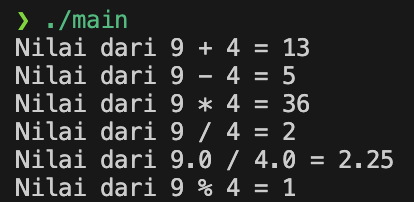 ❯ ./main
Nilai dari 9 + 4 = 13
Nilai dari 9 - 4 = 5
Nilai dari 9 * 4 = 36
Nilai dari 9 / 4 = 2
Nilai dari 9.0 / 4.0 = 2.25
Nilai dari 9 % 4 = 1